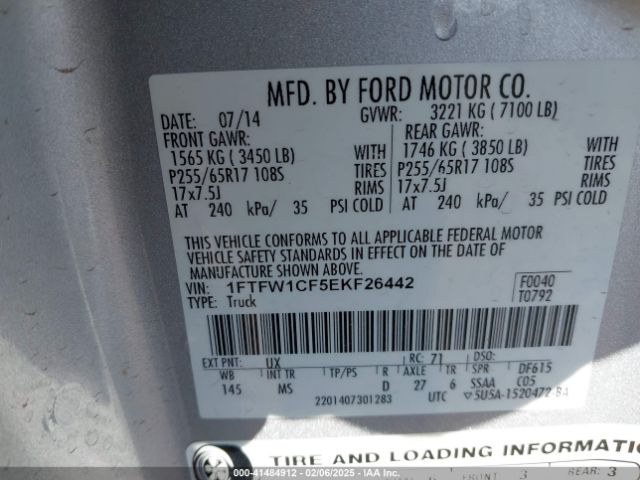 MFD. BY FORD MOTOR CO.
DATE: 07/14 GVWR: 3221 KG ( 7100 LB)
FRONT GAWR: REAR GAWR:
1565 KG ( 3450 LB) WITH 1746 KG ( 3850 LB) WITH
P255/65R17 108S TIRES P255/65R17 108S TIRES
17x7.5J RIMS 17x7.5J RIMS
AT 240 kPa/ 35 PSI COLD AT 240 kPa/ 35 PSI COLD
THIS VEHICLE CONFORMS TO ALL APPLICABLE FEDERAL MOTOR
VEHICLE SAFETY STANDARDS IN EFFECT ON THE DATE OF
MANUFACTURE SHOWN ABOVE.
VIN: 1FTFW1CF5EKF26442 F0040
TYPE: Truck T0792
EXT PNT: UX RC: 71 DSO:
WB INT TR TP/PS R AXLE TR SPR DF615
145 MS D 27 6 SSAA C05
2201407301283 UTC ▽5U5A-1520472-BA
TIRE AND LOADING INFORMATION
FRONT 3 REAR: 3
000-41484912 - 02/06/2025 - IAA Inc.